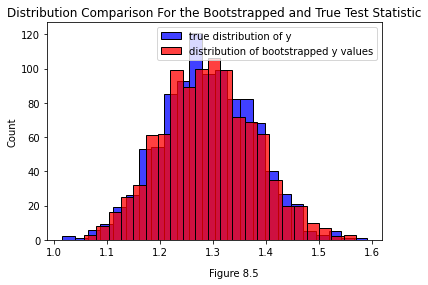 Distribution Comparison For the Bootstrapped and True Test Statistic
true distribution of y
distribution of bootstrapped y values
Count
120
100
80
60
40
20
0
1.0 1.1 1.2 1.3 1.4 1.5 1.6
Figure 8.5